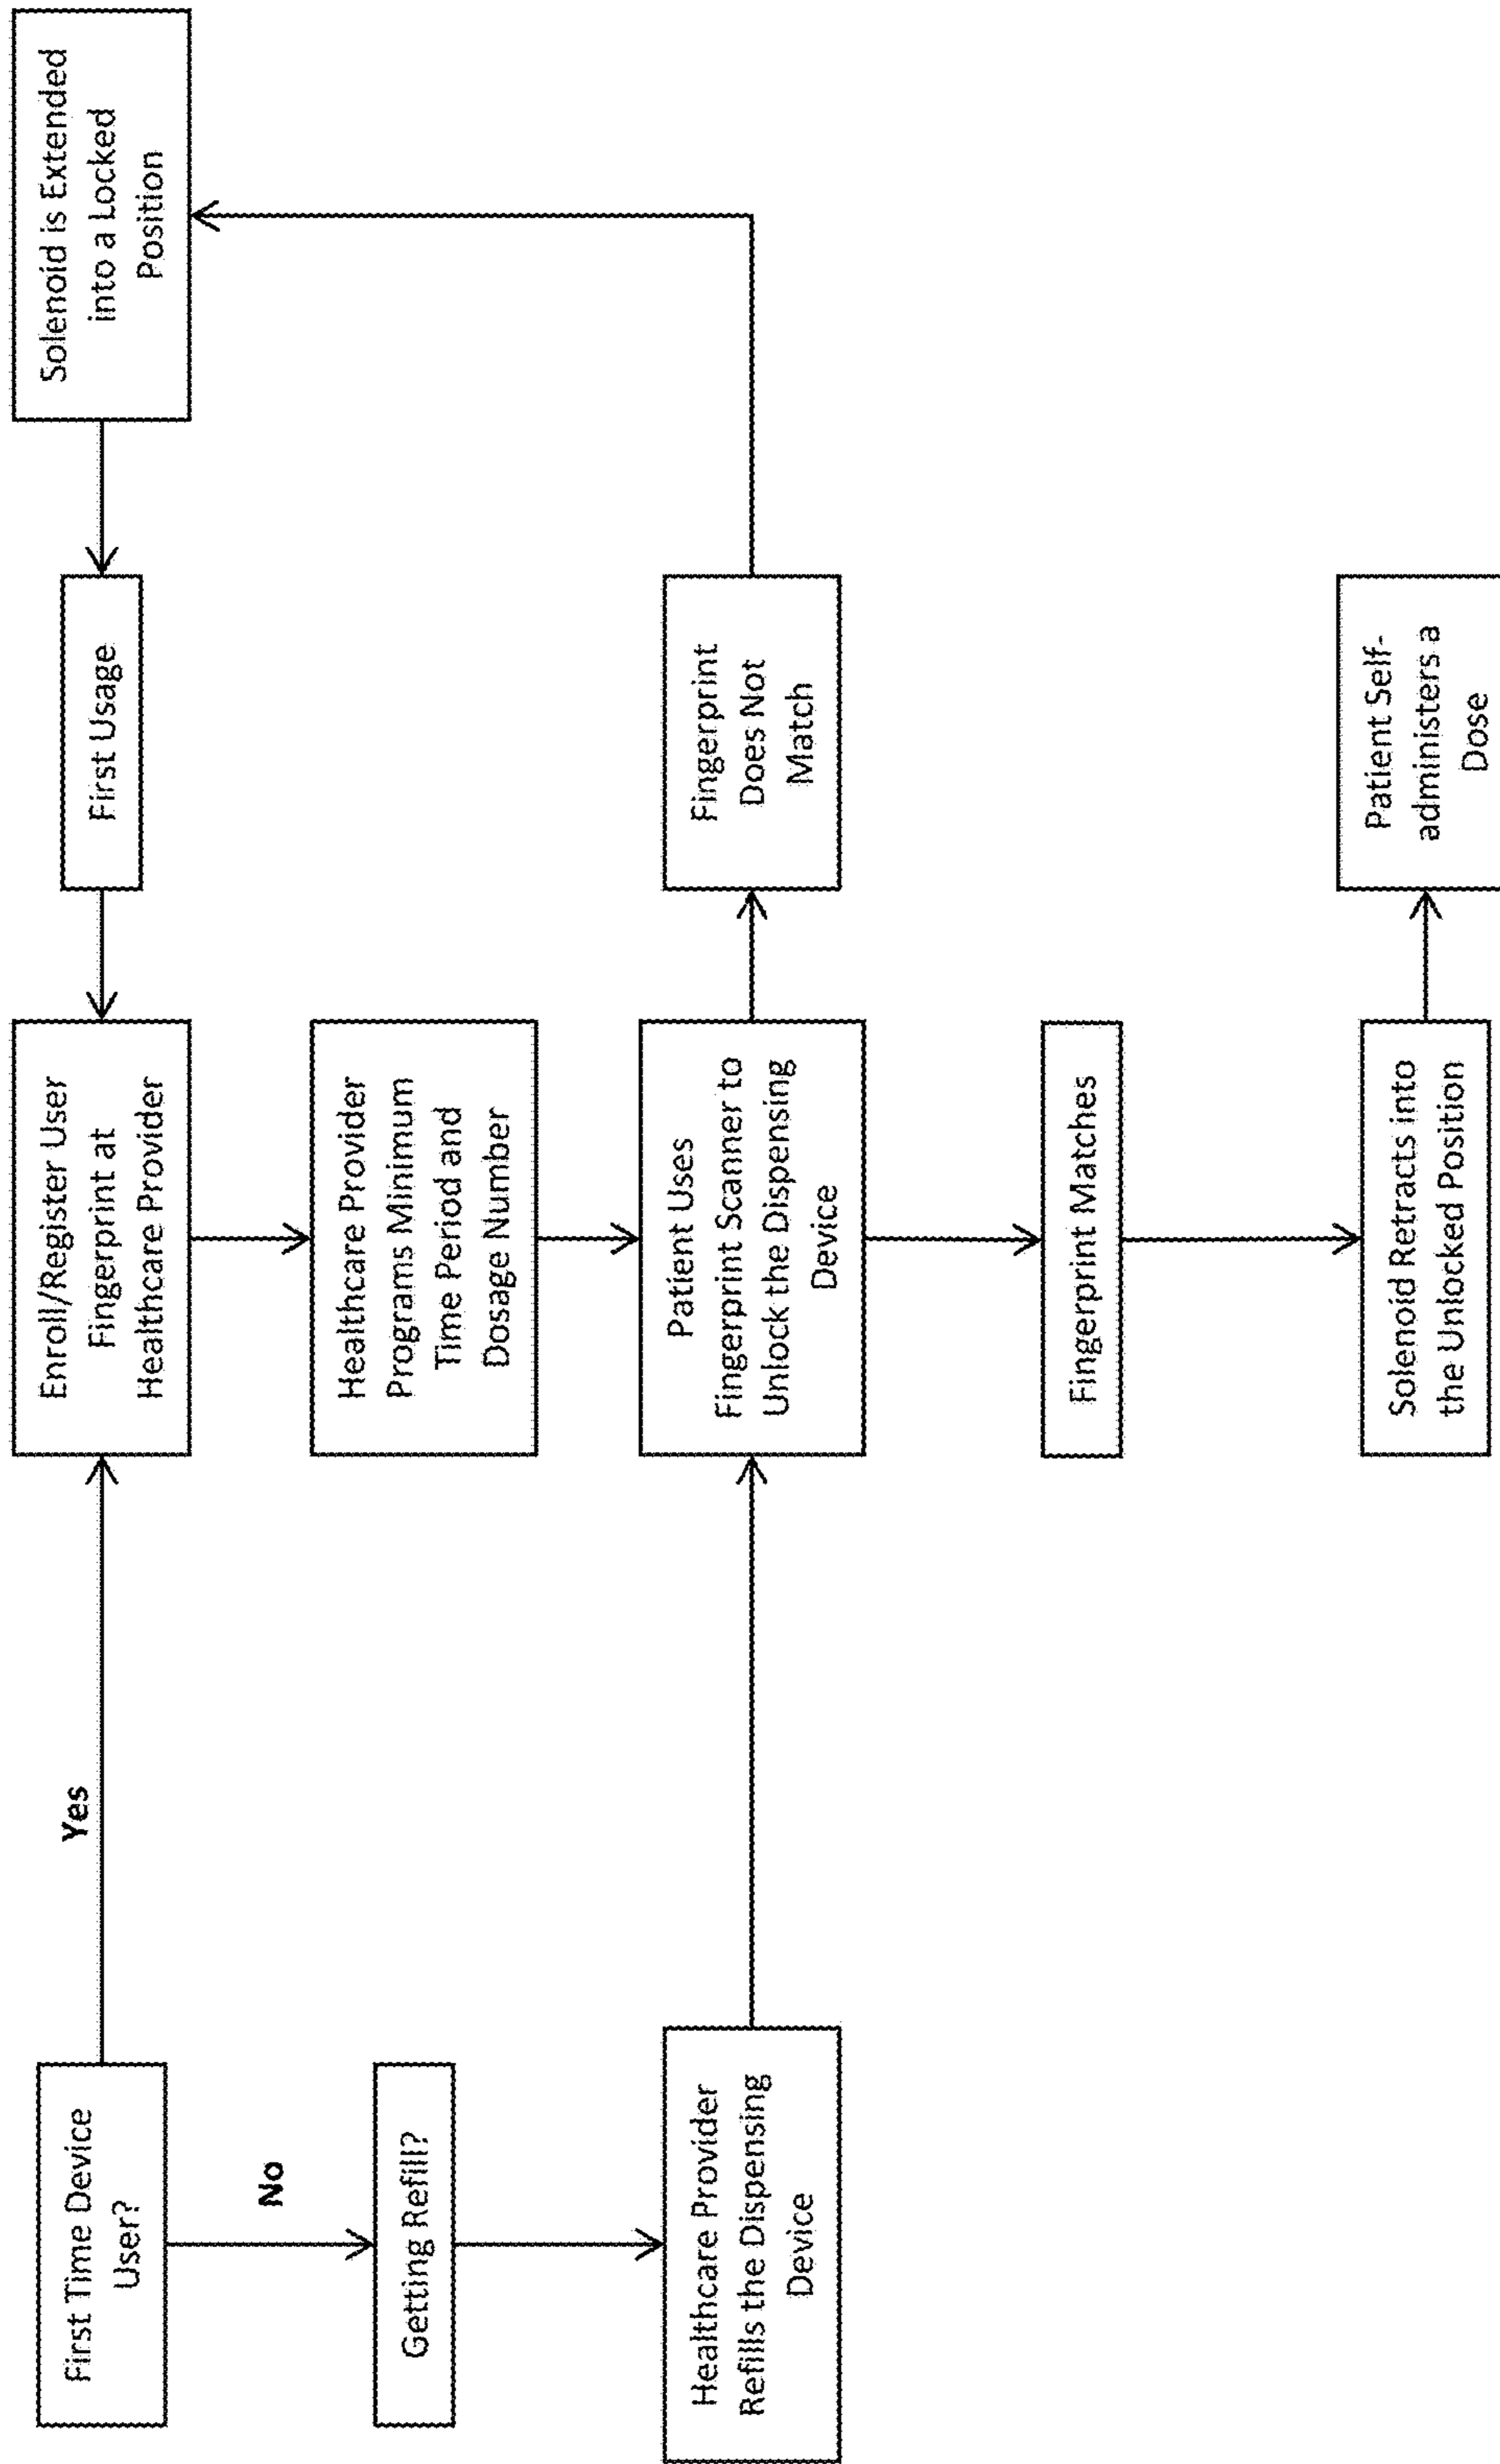 First Time Device
User?
Yes
No
Getting Refill?
Healthcare Provider
Refills the Dispensing
Device
Enroll/Register User
Fingerprint at
Healthcare Provider
Healthcare Provider
Programs Minimum
Time Period and
Dosage Number
Patient Uses
Fingerprint Scanner to
Unlock the Dispensing
Device
Fingerprint Matches
Solenoid Retracts into
the Unlocked Position
First Usage
Fingerprint
Does Not
Match
Patient Self-
administers a
Dose
Solenoid is Extended
into a Locked
Position